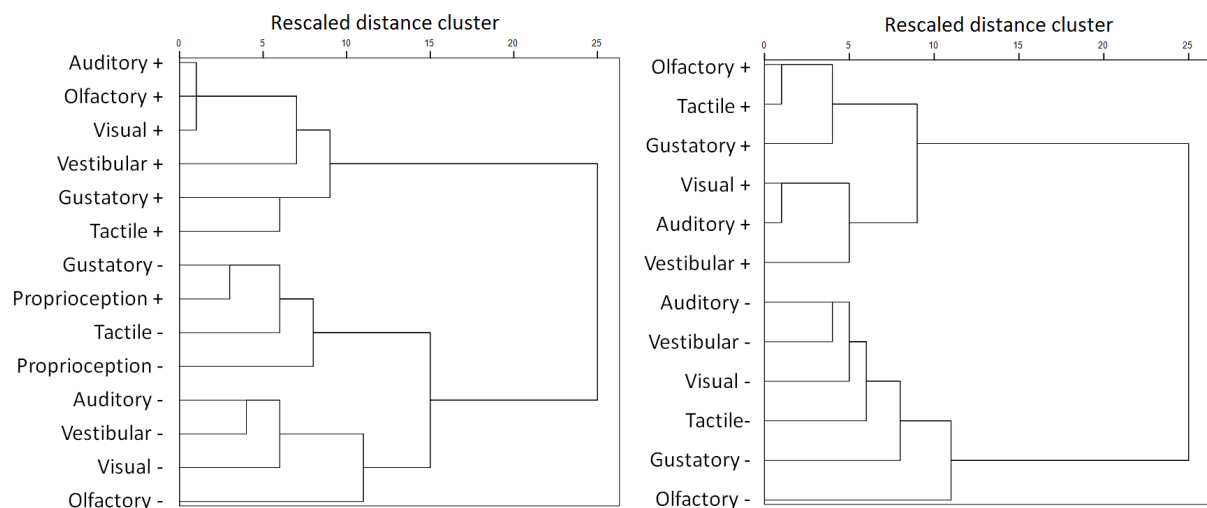 Rescaled distance cluster
0 5 10 15 20 25
Auditory +
Olfactory +
Visual +
Vestibular +
Gustatory +
Tactile +
Gustatory -
Proprioception +
Tactile -
Proprioception -
Auditory -
Vestibular -
Visual -
Olfactory -
Rescaled distance cluster
0 5 10 15 20 25
Olfactory +
Tactile +
Gustatory +
Visual +
Auditory +
Vestibular +
Auditory -
Vestibular -
Visual -
Tactile-
Gustatory -
Olfactory -